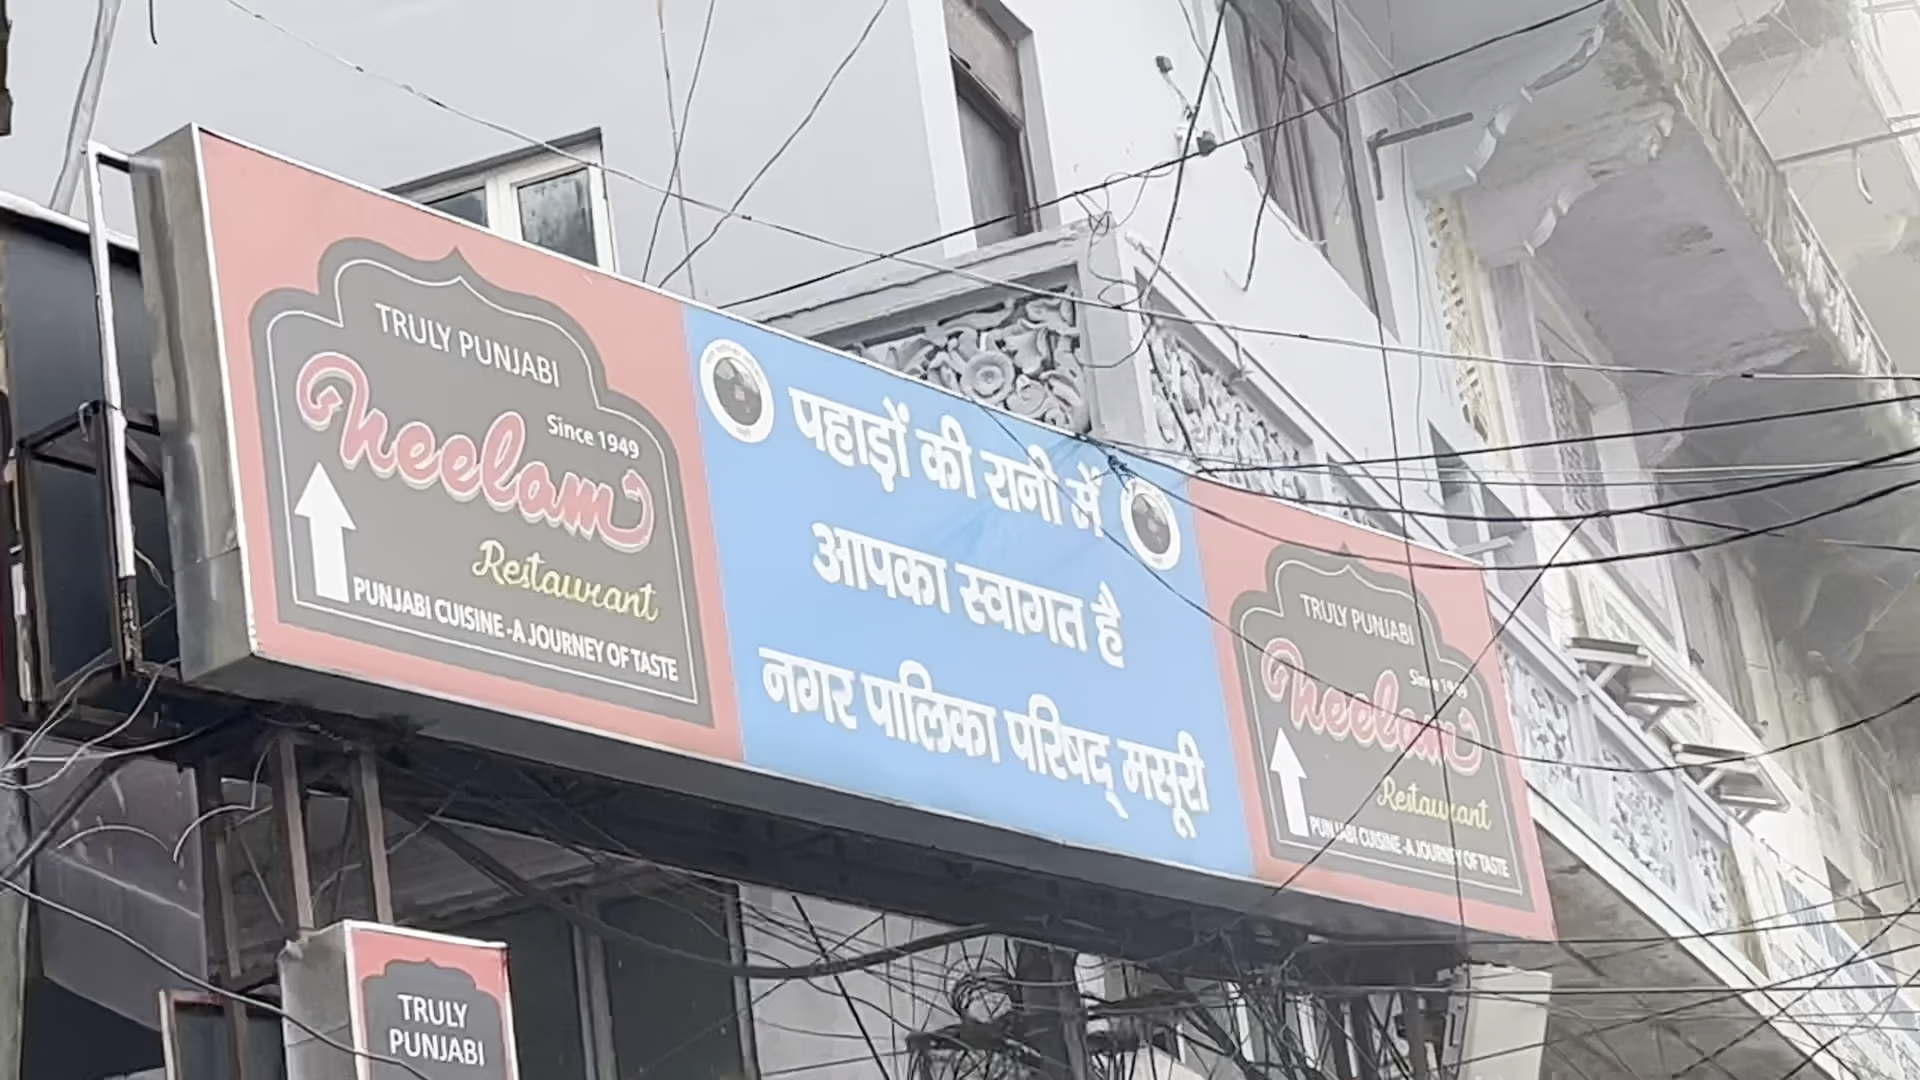 TRULY PUNJABI
Since 1949
Neelam
Restaurant
PUNJABI CUISINE -A JOURNEY OF TASTE
पहाड़ों की रानी में
आपका स्वागत है
नगर पालिका परिषद् मसूरी
TRULY PUNJABI
Since 1949
Neelam
Restaurant
PUNJABI CUISINE -A JOURNEY OF TASTE
TRULY
PUNJABI